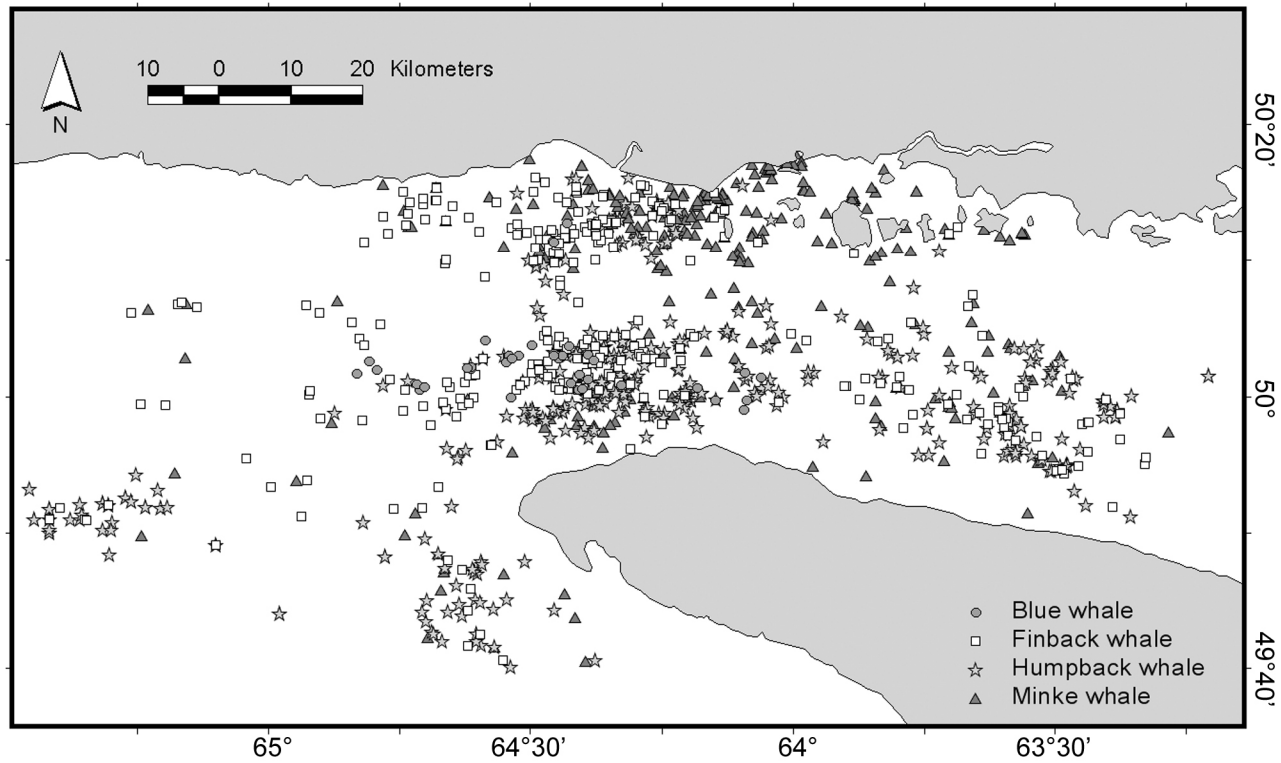 10 0 10 20 Kilometers
N
50°20'
50°
49°40'
Blue whale
Finback whale
Humpback whale
Minke whale
65° 64°30' 64° 63°30'